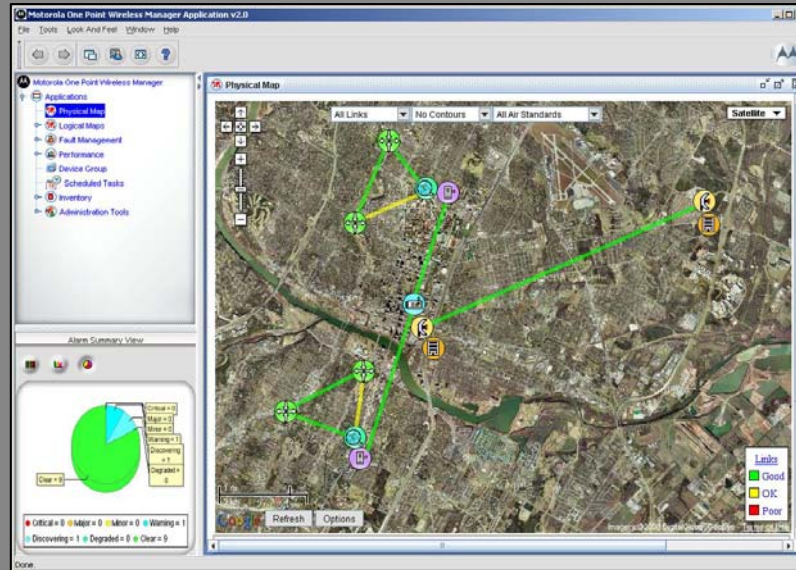 Motorola One Point Wireless Manager Application v2.0
File Tools Look And Feel Window Help
Motorola One Point Wireless Manager
Applications
Physical Map
Logical Maps
Fault Management
Performance
Device Group
Scheduled Tasks
Inventory
Administration Tools
Physical Map
All Links No Contours All Air Standards Satellite
Alarm Summary View
Critical = 0
Major = 0
Minor = 0
Warning = 1
Discovering = 1
Degraded = 0
Clear = 9
Critical = 0 Major = 0 Minor = 0 Warning = 1
Discovering = 1 Degraded = 0 Clear = 9
Links
Good
OK
Poor
Google Refresh Options
Done.